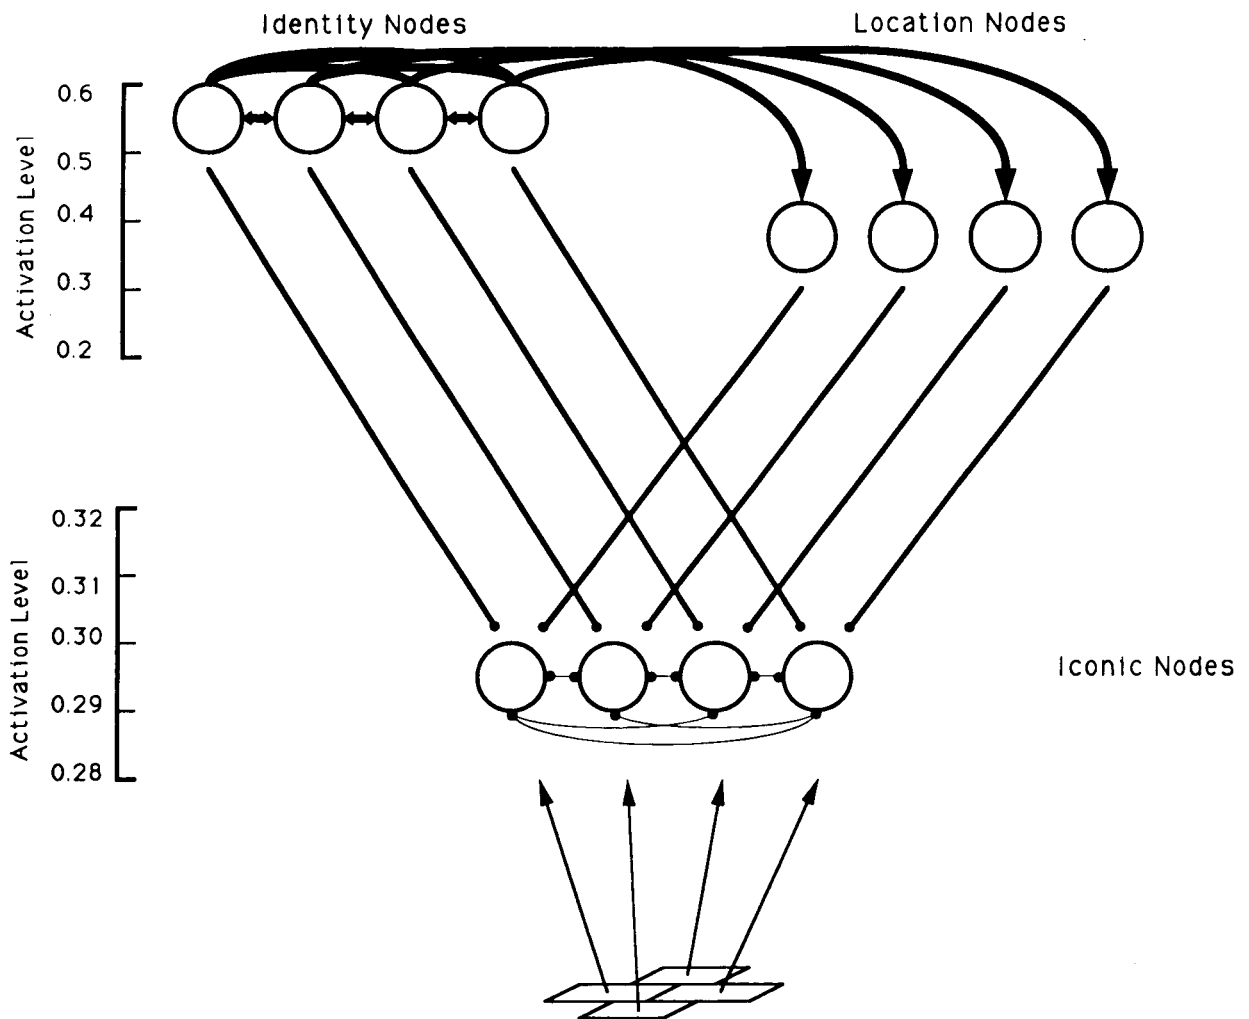 Identity Nodes
Location Nodes
0.6
0.5
0.4
0.3
0.2
Activation Level
0.32
0.31
0.30
0.29
0.28
Activation Level
Iconic Nodes